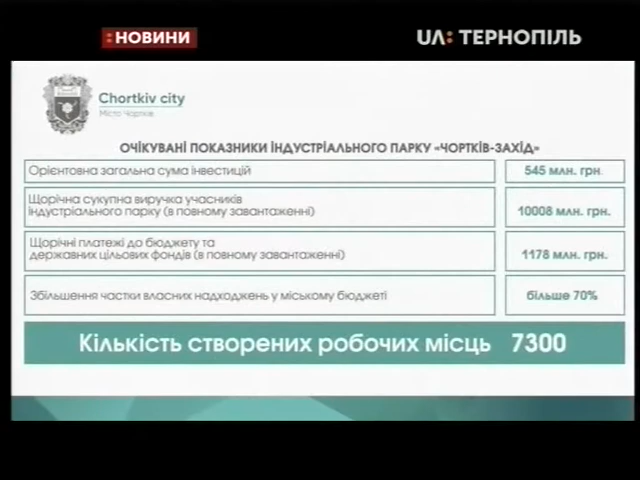 :НОВИНИ
UA: ТЕРНОПІЛЬ
Chortkiv city
Місто Чортків
ОЧІКУВАНІ ПОКАЗНИКИ ІНДУСТРІАЛЬНОГО ПАРКУ «ЧОРТКІВ-ЗАХІД»
Орієнтовна загальна сума інвестицій 545 млн. грн
Щорічна сукупна виручка учасників
індустріального парку (в повному завантаженні) 10008 млн. грн.
Щорічні платежі до бюджету та
державних цільових фондів (в повному завантаженні) 1178 млн. грн.
Збільшення частки власних надходжень у міському бюджеті більше 70%
Кількість створених робочих місць 7300